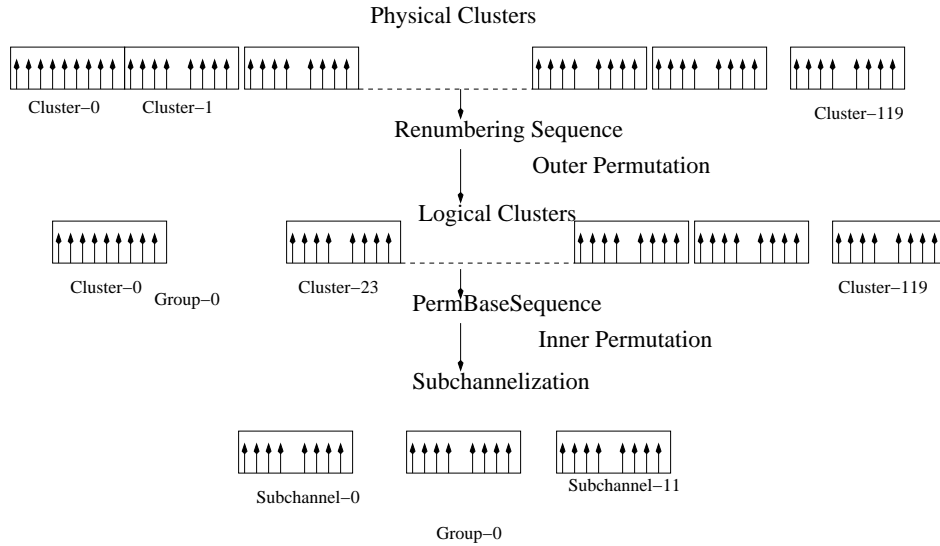 Physical Clusters
Cluster–0
Cluster–1
Cluster–119
Renumbering Sequence
Outer Permutation
Logical Clusters
Cluster–0
Cluster–23
Cluster–119
Group–0
PermBaseSequence
Inner Permutation
Subchannelization
Subchannel–0
Subchannel–11
Group–0